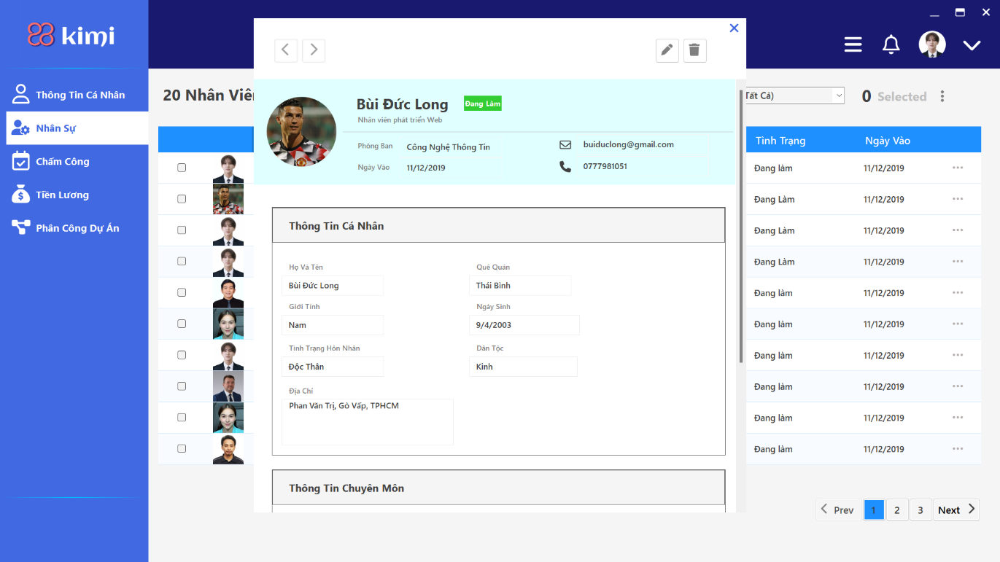 kimi
Thông Tin Cá Nhân
Nhân Sự
Chấm Công
Tiền Lương
Phân Công Dự Án
20 Nhân Viên
Tất Cả)
0 Selected
Tình Trạng Ngày Vào
Đang làm 11/12/2019
Đang Làm 11/12/2019
Đang Làm 11/12/2019
Đang Làm 11/12/2019
Đang làm 11/12/2019
Đang làm 11/12/2019
Đang làm 11/12/2019
Đang làm 11/12/2019
Đang làm 11/12/2019
Đang làm 11/12/2019
Prev 1 2 3 Next
Bùi Đức Long Đang Làm
Nhân viên phát triển Web
Phòng Ban Công Nghệ Thông Tin buiduclong@gmail.com
Ngày Vào 11/12/2019 0777981051
Thông Tin Cá Nhân
Họ Và Tên Quê Quán
Bùi Đức Long Thái Bình
Giới Tính Ngày Sinh
Nam 9/4/2003
Tình Trạng Hôn Nhân Dân Tộc
Độc Thân Kinh
Địa Chỉ
Phan Văn Trị, Gò Vấp, TPHCM
Thông Tin Chuyên Môn